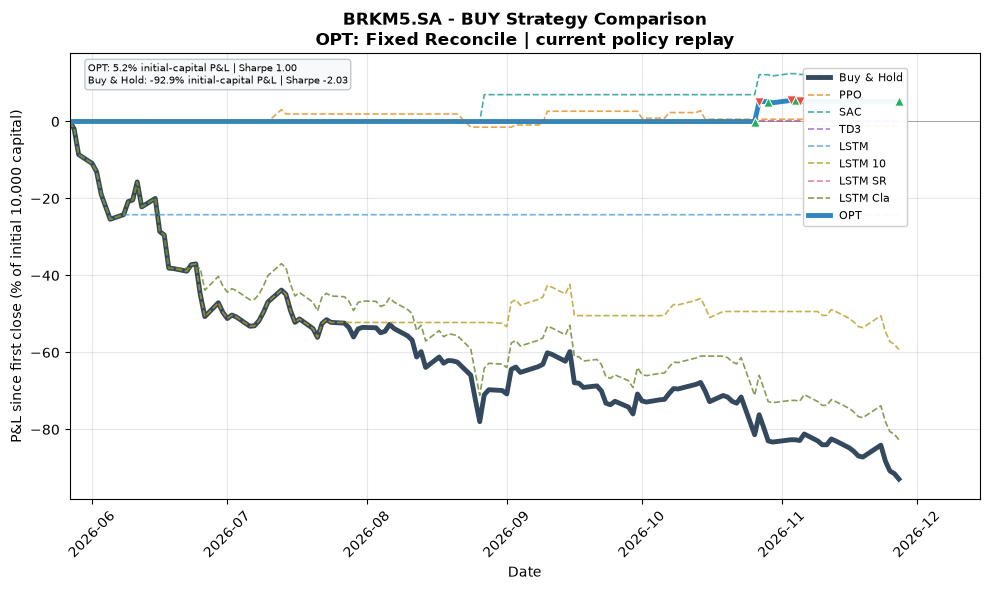 BRKM5.SA - BUY Strategy Comparison
OPT: Fixed Reconcile | current policy replay
OPT: 5.2% initial-capital P&L | Sharpe 1.00
Buy & Hold: -92.9% initial-capital P&L | Sharpe -2.03
Buy & Hold
PPO
SAC
TD3
LSTM
LSTM 10
LSTM SR
LSTM Cla
OPT
P&L since first close (% of initial 10,000 capital)
0
−20
−40
−60
−80
2026-06
2026-07
2026-08
2026-09
2026-10
2026-11
2026-12
Date